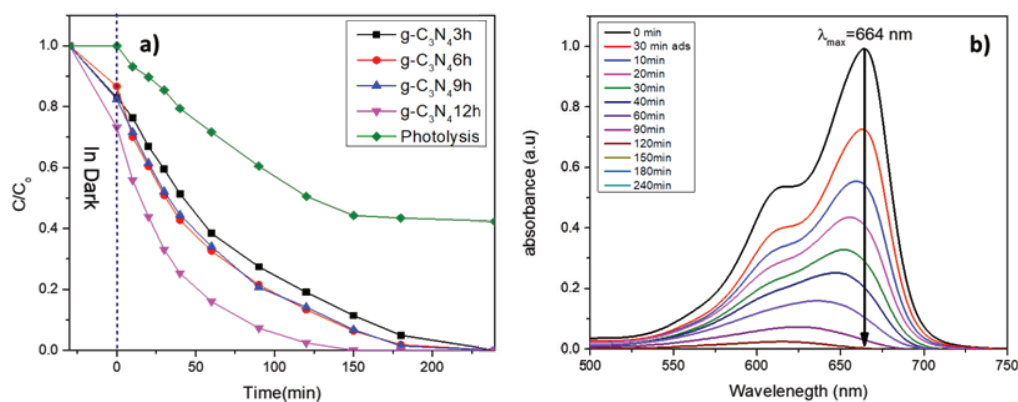 a)
g-C₃N₄3h
g-C₃N₄6h
g-C₃N₄9h
g-C₃N₄12h
Photolysis
In Dark
C/C₀
1.0
0.8
0.6
0.4
0.2
0.0
0 50 100 150 200
Time(min)
b)
λmax=664 nm
0 min
30 min ads
10min
20min
30min
40min
60min
90min
120min
150min
180min
240min
absorbance (a.u)
1.0
0.8
0.6
0.4
0.2
0.0
500 550 600 650 700 750
Wavelenegth (nm)